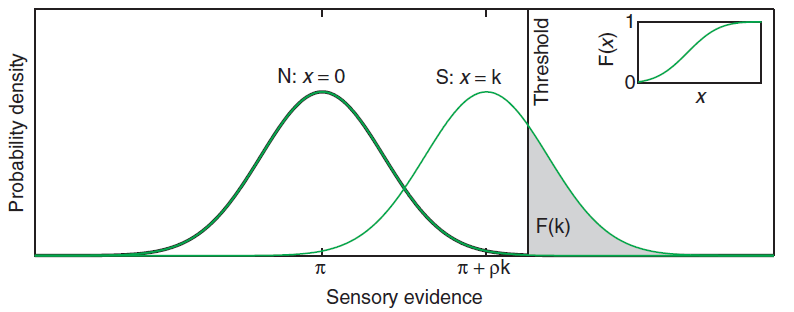 N: x = 0
S: x = k
Threshold
F(x)
1
0
x
F(k)
Probability density
π
π + ρk
Sensory evidence